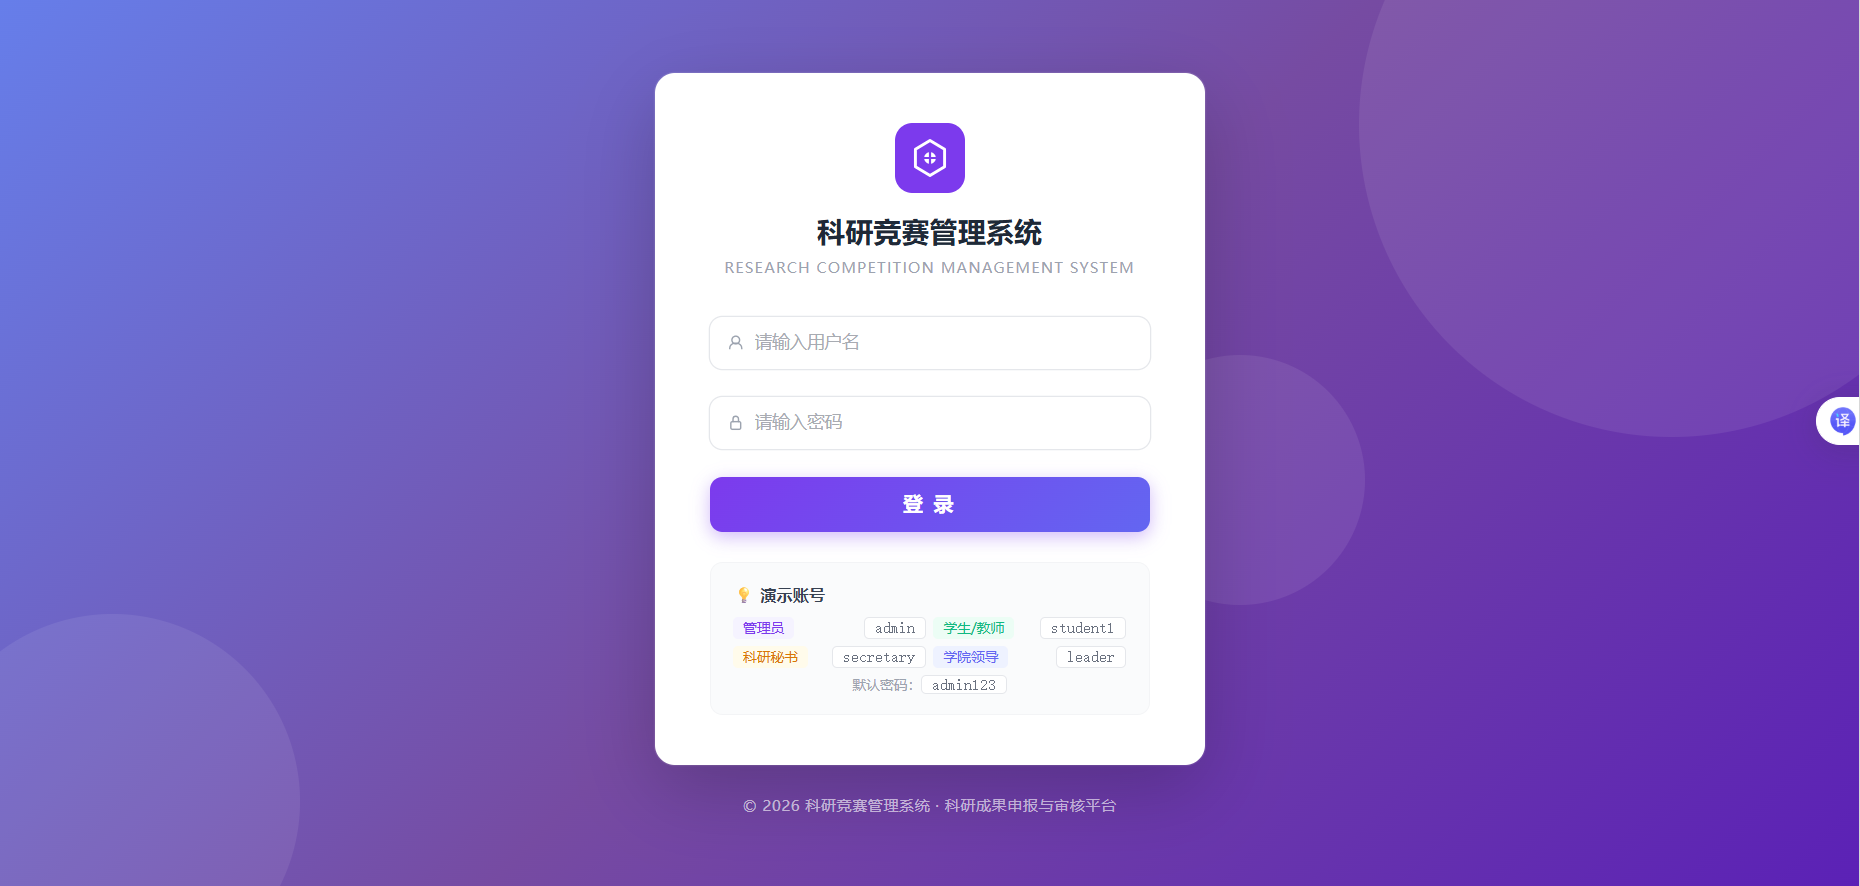 科研竞赛管理系统
RESEARCH COMPETITION MANAGEMENT SYSTEM
请输入用户名
请输入密码
登 录
演示账号
管理员 admin 学生/教师 student1
科研秘书 secretary 学院领导 leader
默认密码: admin123
© 2026 科研竞赛管理系统 · 科研成果申报与审核平台
译